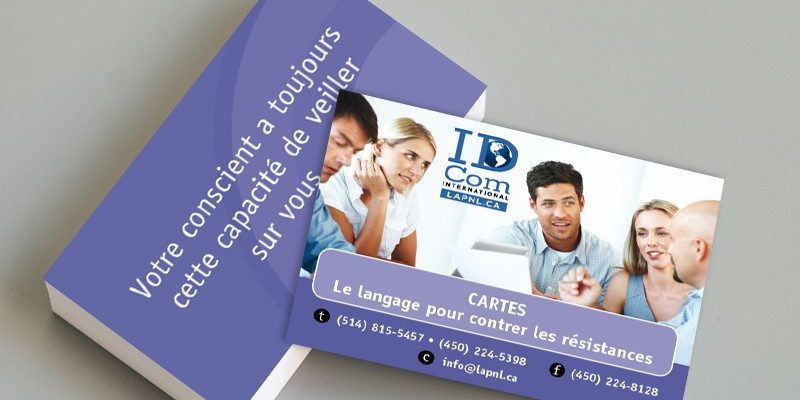 Votre conscient a toujours
cette capacité de veiller
sur vous
ID
Com
INTERNATIONAL
LAPNL.CA
CARTES
Le langage pour contrer les résistances
t (514) 815-5457 • (450) 224-5398
c info@lapnl.ca
f (450) 224-8128